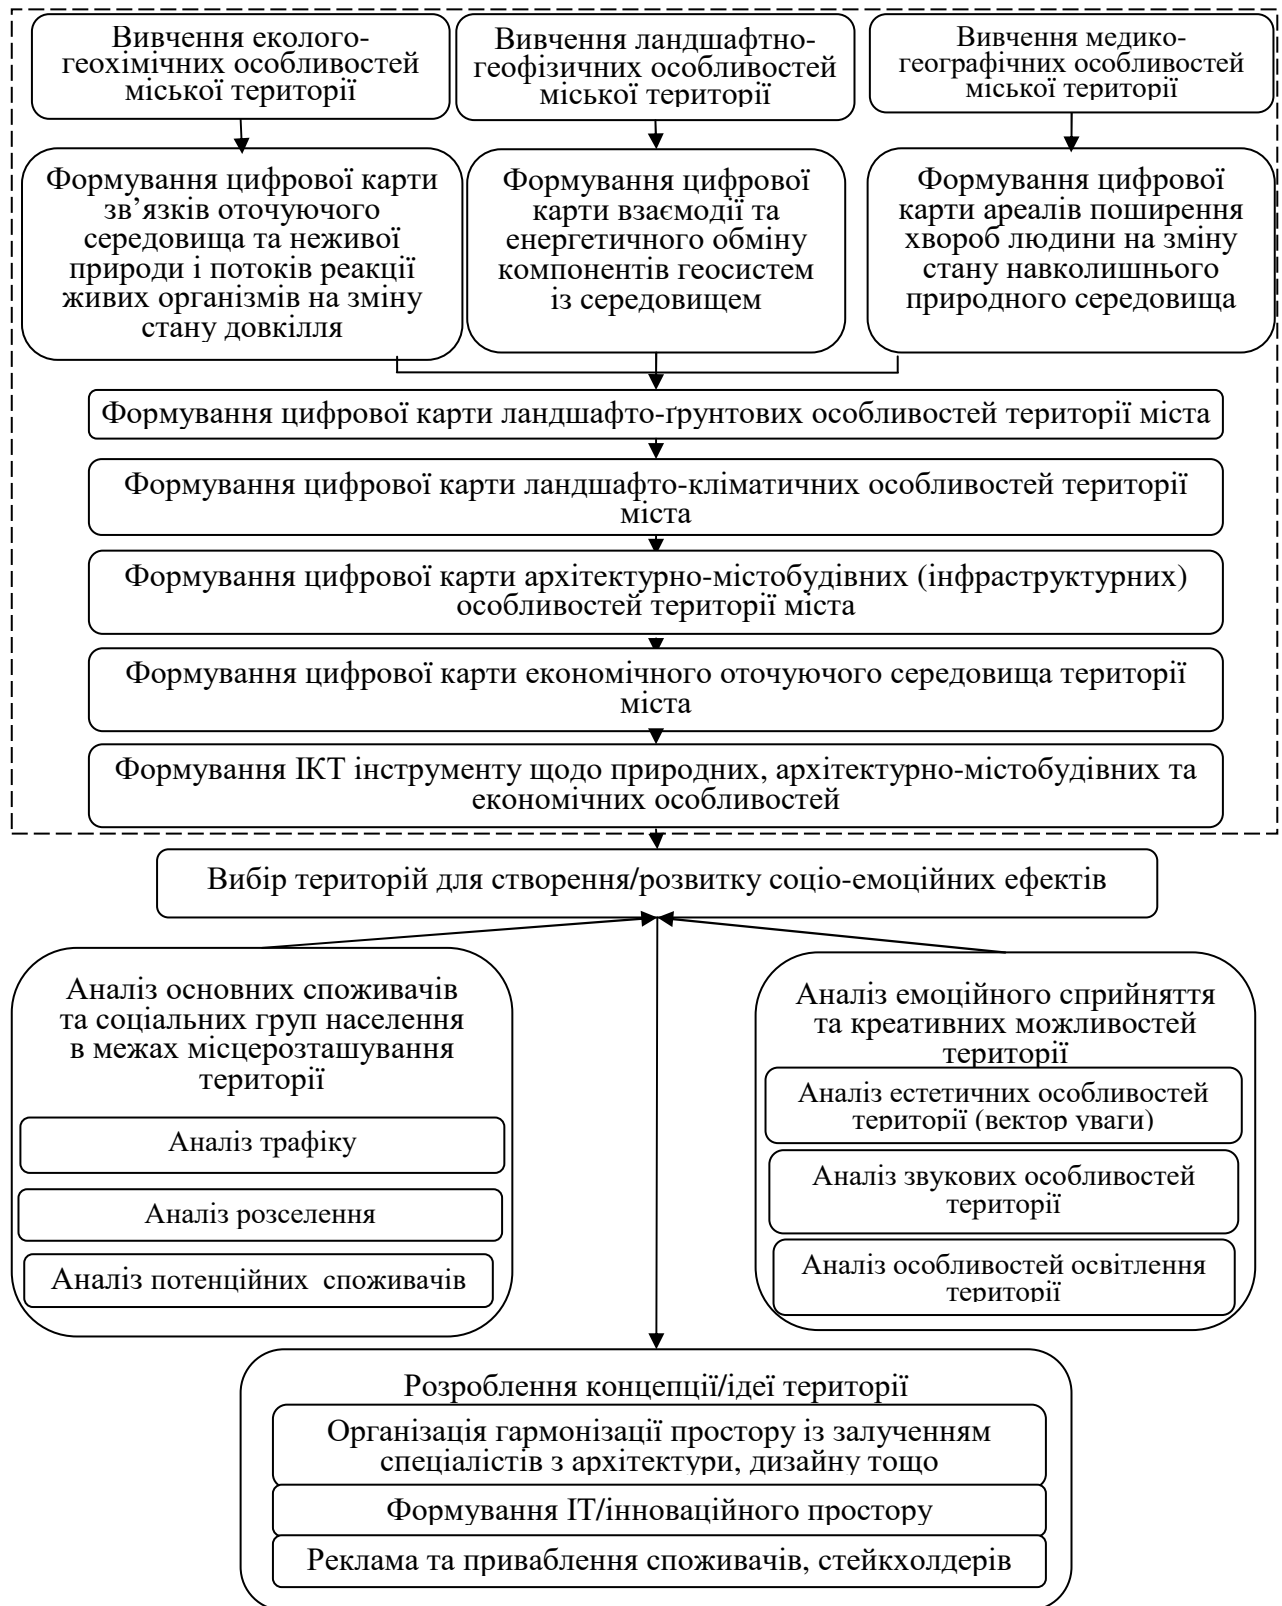 Вивчення еколого-
геохімічних особливостей
міської території
Вивчення ландшафтно-
геофізичних особливостей
міської території
Вивчення медико-
географічних особливостей
міської території
Формування цифрової карти
зв’язків оточуючого
середовища та неживої
природи і потоків реакції
живих організмів на зміну
стану довкілля
Формування цифрової
карти взаємодії та
енергетичного обміну
компонентів геосистем
із середовищем
Формування цифрової
карти ареалів поширення
хвороб людини на зміну
стану навколишнього
природного середовища
Формування цифрової карти ландшафто-ґрунтових особливостей території міста
Формування цифрової карти ландшафто-кліматичних особливостей території
міста
Формування цифрової карти архітектурно-містобудівних (інфраструктурних)
особливостей території міста
Формування цифрової карти економічного оточуючого середовища території
міста
Формування ІКТ інструменту щодо природних, архітектурно-містобудівних та
економічних особливостей
Вибір територій для створення/розвитку соціо-емоційних ефектів
Аналіз основних споживачів
та соціальних груп населення
в межах місцерозташування
території
Аналіз трафіку
Аналіз розселення
Аналіз потенційних споживачів
Аналіз емоційного сприйняття
та креативних можливостей
території
Аналіз естетичних особливостей
території (вектор уваги)
Аналіз звукових особливостей
території
Аналіз особливостей освітлення
території
Розроблення концепції/ідеї території
Організація гармонізації простору із залученням
спеціалістів з архітектури, дизайну тощо
Формування ІТ/інноваційного простору
Реклама та приваблення споживачів, стейкхолдерів